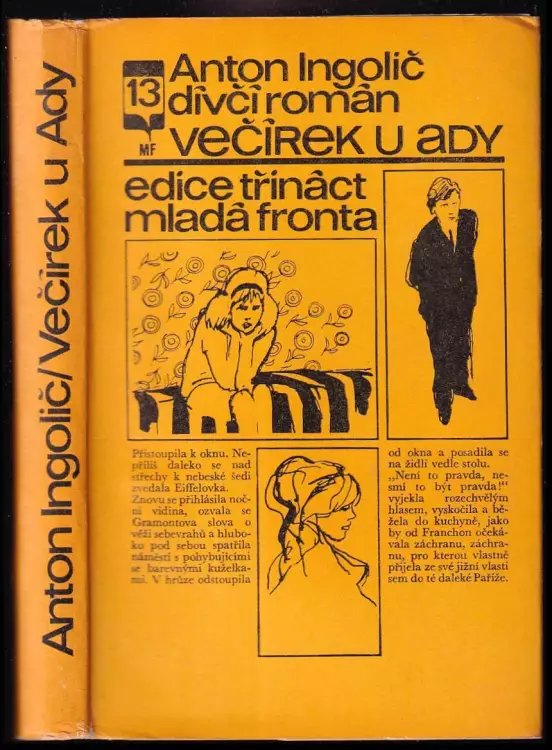 Anton Ingolič/Večírek u Ady
13
MF
Anton Ingolič
dívčí román
večírek u ady
edice třináct
mladá fronta
Přistoupila k oknu. Ne-
příliš daleko se nad
střechy k nebeské šedi
zvedala Eiffelovka.
Znovu se přihlásila noč-
ní vidina, ozvala se
Gramontova slova o
věži sebevrahů a hlubo-
ko pod sebou spatřila
náměstí s pohybujícími
se barevnými kuželka-
mi. V hrůze odstoupila
od okna a posadila se
na židli vedle stolu.
„Není to pravda, ne-
smí to být pravda!“
vyjekla rozechvělým
hlasem, vyskočila a bě-
žela do kuchyně, jako
by od Franchon očeká-
vala záchranu, záchra-
nu, pro kterou vlastně
přijela ze své jižní vlasti
sem do té daleké Paříže.